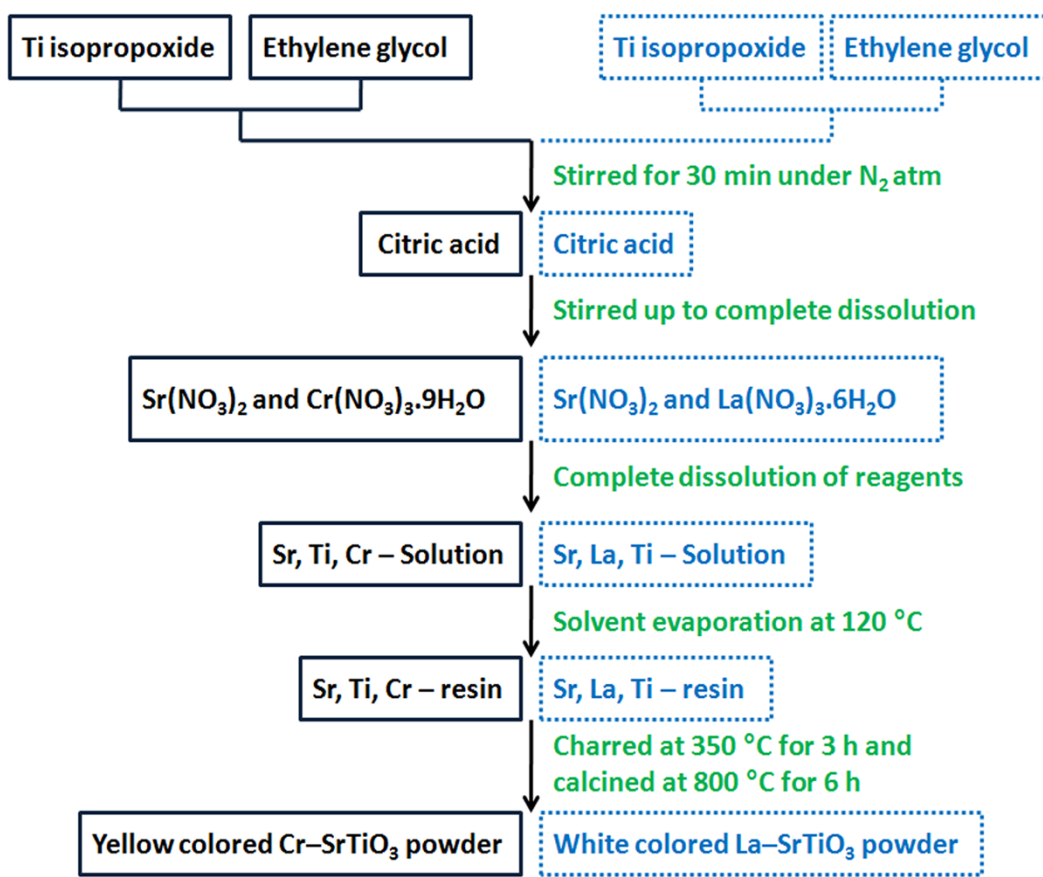 Ti isopropoxide
Ethylene glycol
Ti isopropoxide
Ethylene glycol
Stirred for 30 min under N₂ atm
Citric acid
Citric acid
Stirred up to complete dissolution
Sr(NO₃)₂ and Cr(NO₃)₃.9H₂O
Sr(NO₃)₂ and La(NO₃)₃.6H₂O
Complete dissolution of reagents
Sr, Ti, Cr – Solution
Sr, La, Ti – Solution
Solvent evaporation at 120 °C
Sr, Ti, Cr – resin
Sr, La, Ti – resin
Charred at 350 °C for 3 h and
calcined at 800 °C for 6 h
Yellow colored Cr–SrTiO₃ powder
White colored La–SrTiO₃ powder